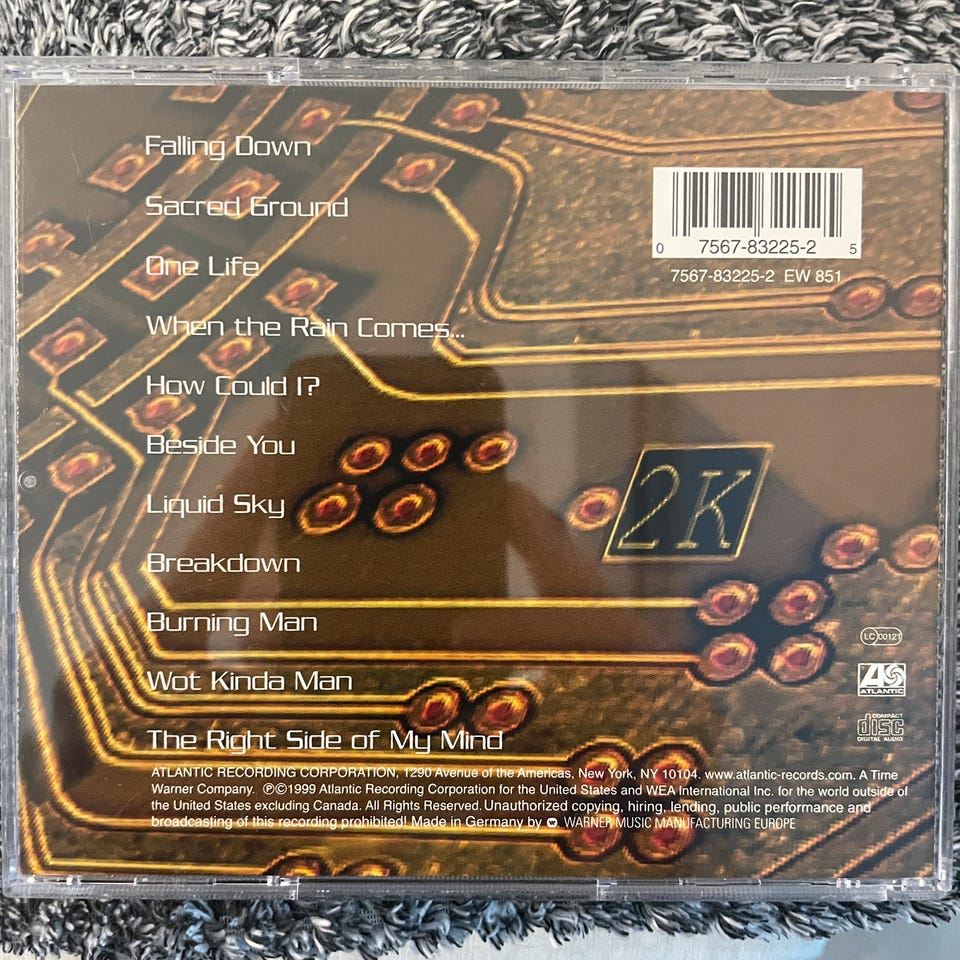 Falling Down
Sacred Ground
One Life
When the Rain Comes...
How Could I?
Beside You
Liquid Sky
Breakdown
Burning Man
Wot Kinda Man
The Right Side of My Mind
0 7567-83225-2 5
7567-83225-2 EW 851
2K
LC 00121
ATLANTIC
COMPACT
disc
DIGITAL AUDIO
ATLANTIC RECORDING CORPORATION, 1290 Avenue of the Americas, New York, NY 10104. www.atlantic-records.com. A Time
Warner Company. ℗©1999 Atlantic Recording Corporation for the United States and WEA International Inc. for the world outside of
the United States excluding Canada. All Rights Reserved. Unauthorized copying, hiring, lending, public performance and
broadcasting of this recording prohibited! Made in Germany by WARNER MUSIC MANUFACTURING EUROPE